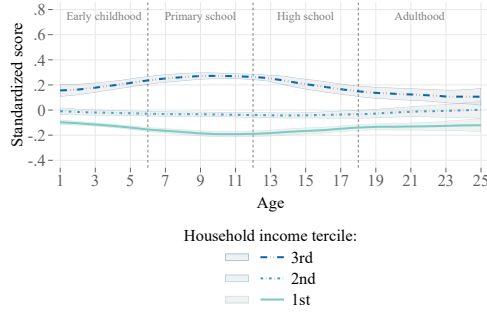 Early childhood Primary school High school Adulthood
Standardized score
.8
.6
.4
.2
0
-.2
-.4
1 3 5 7 9 11 13 15 17 19 21 23 25
Age
Household income tercile:
3rd
2nd
1st